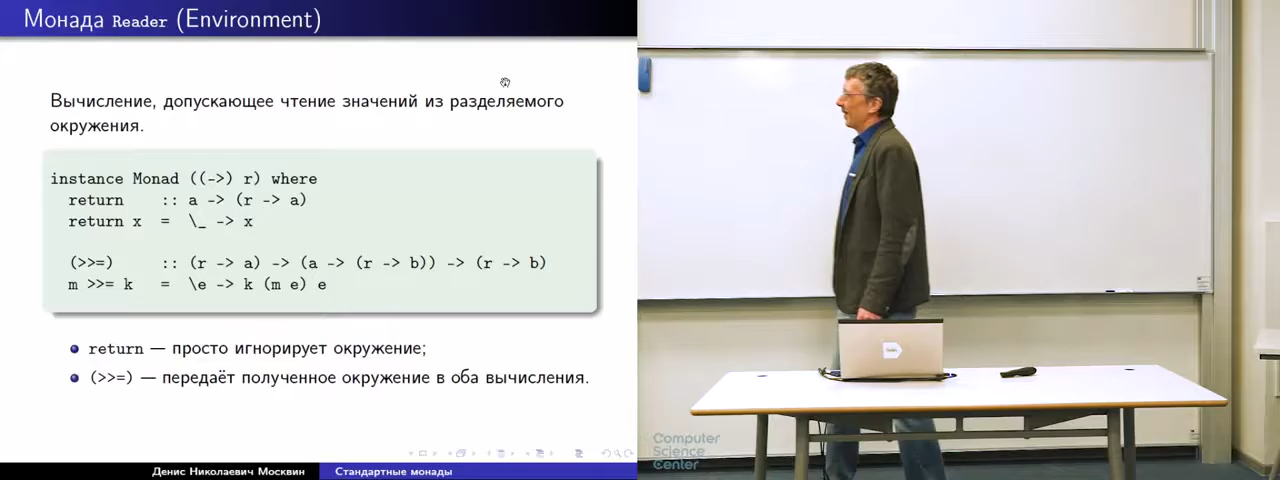 Монада Reader (Environment)
Вычисление, допускающее чтение значений из разделяемого
окружения.
instance Monad ((->) r) where
return :: a -> (r -> a)
return x = \_ -> x
(>>=) :: (r -> a) -> (a -> (r -> b)) -> (r -> b)
m >>= k = \e -> k (m e) e
return — просто игнорирует окружение;
(>>=) — передаёт полученное окружение в оба вычисления.
Денис Николаевич Москвин
Стандартные монады
Computer
Science
Center